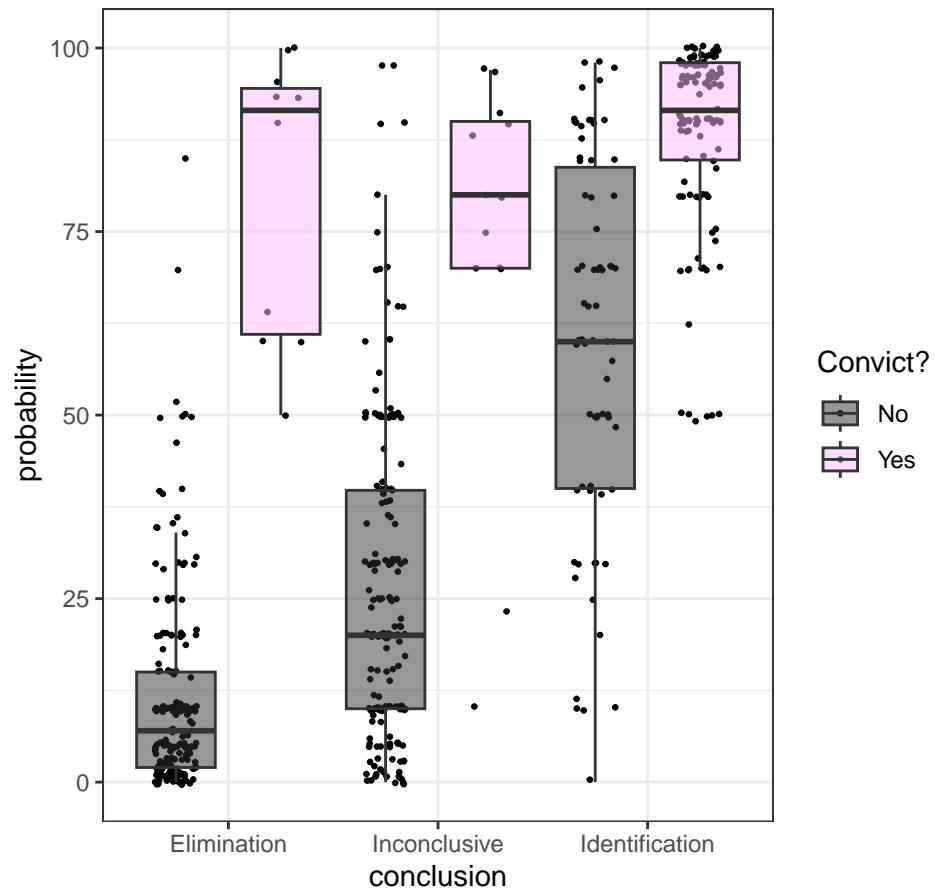 100
75
50
25
0
probability
Elimination
Inconclusive
Identification
conclusion
Convict?
No
Yes